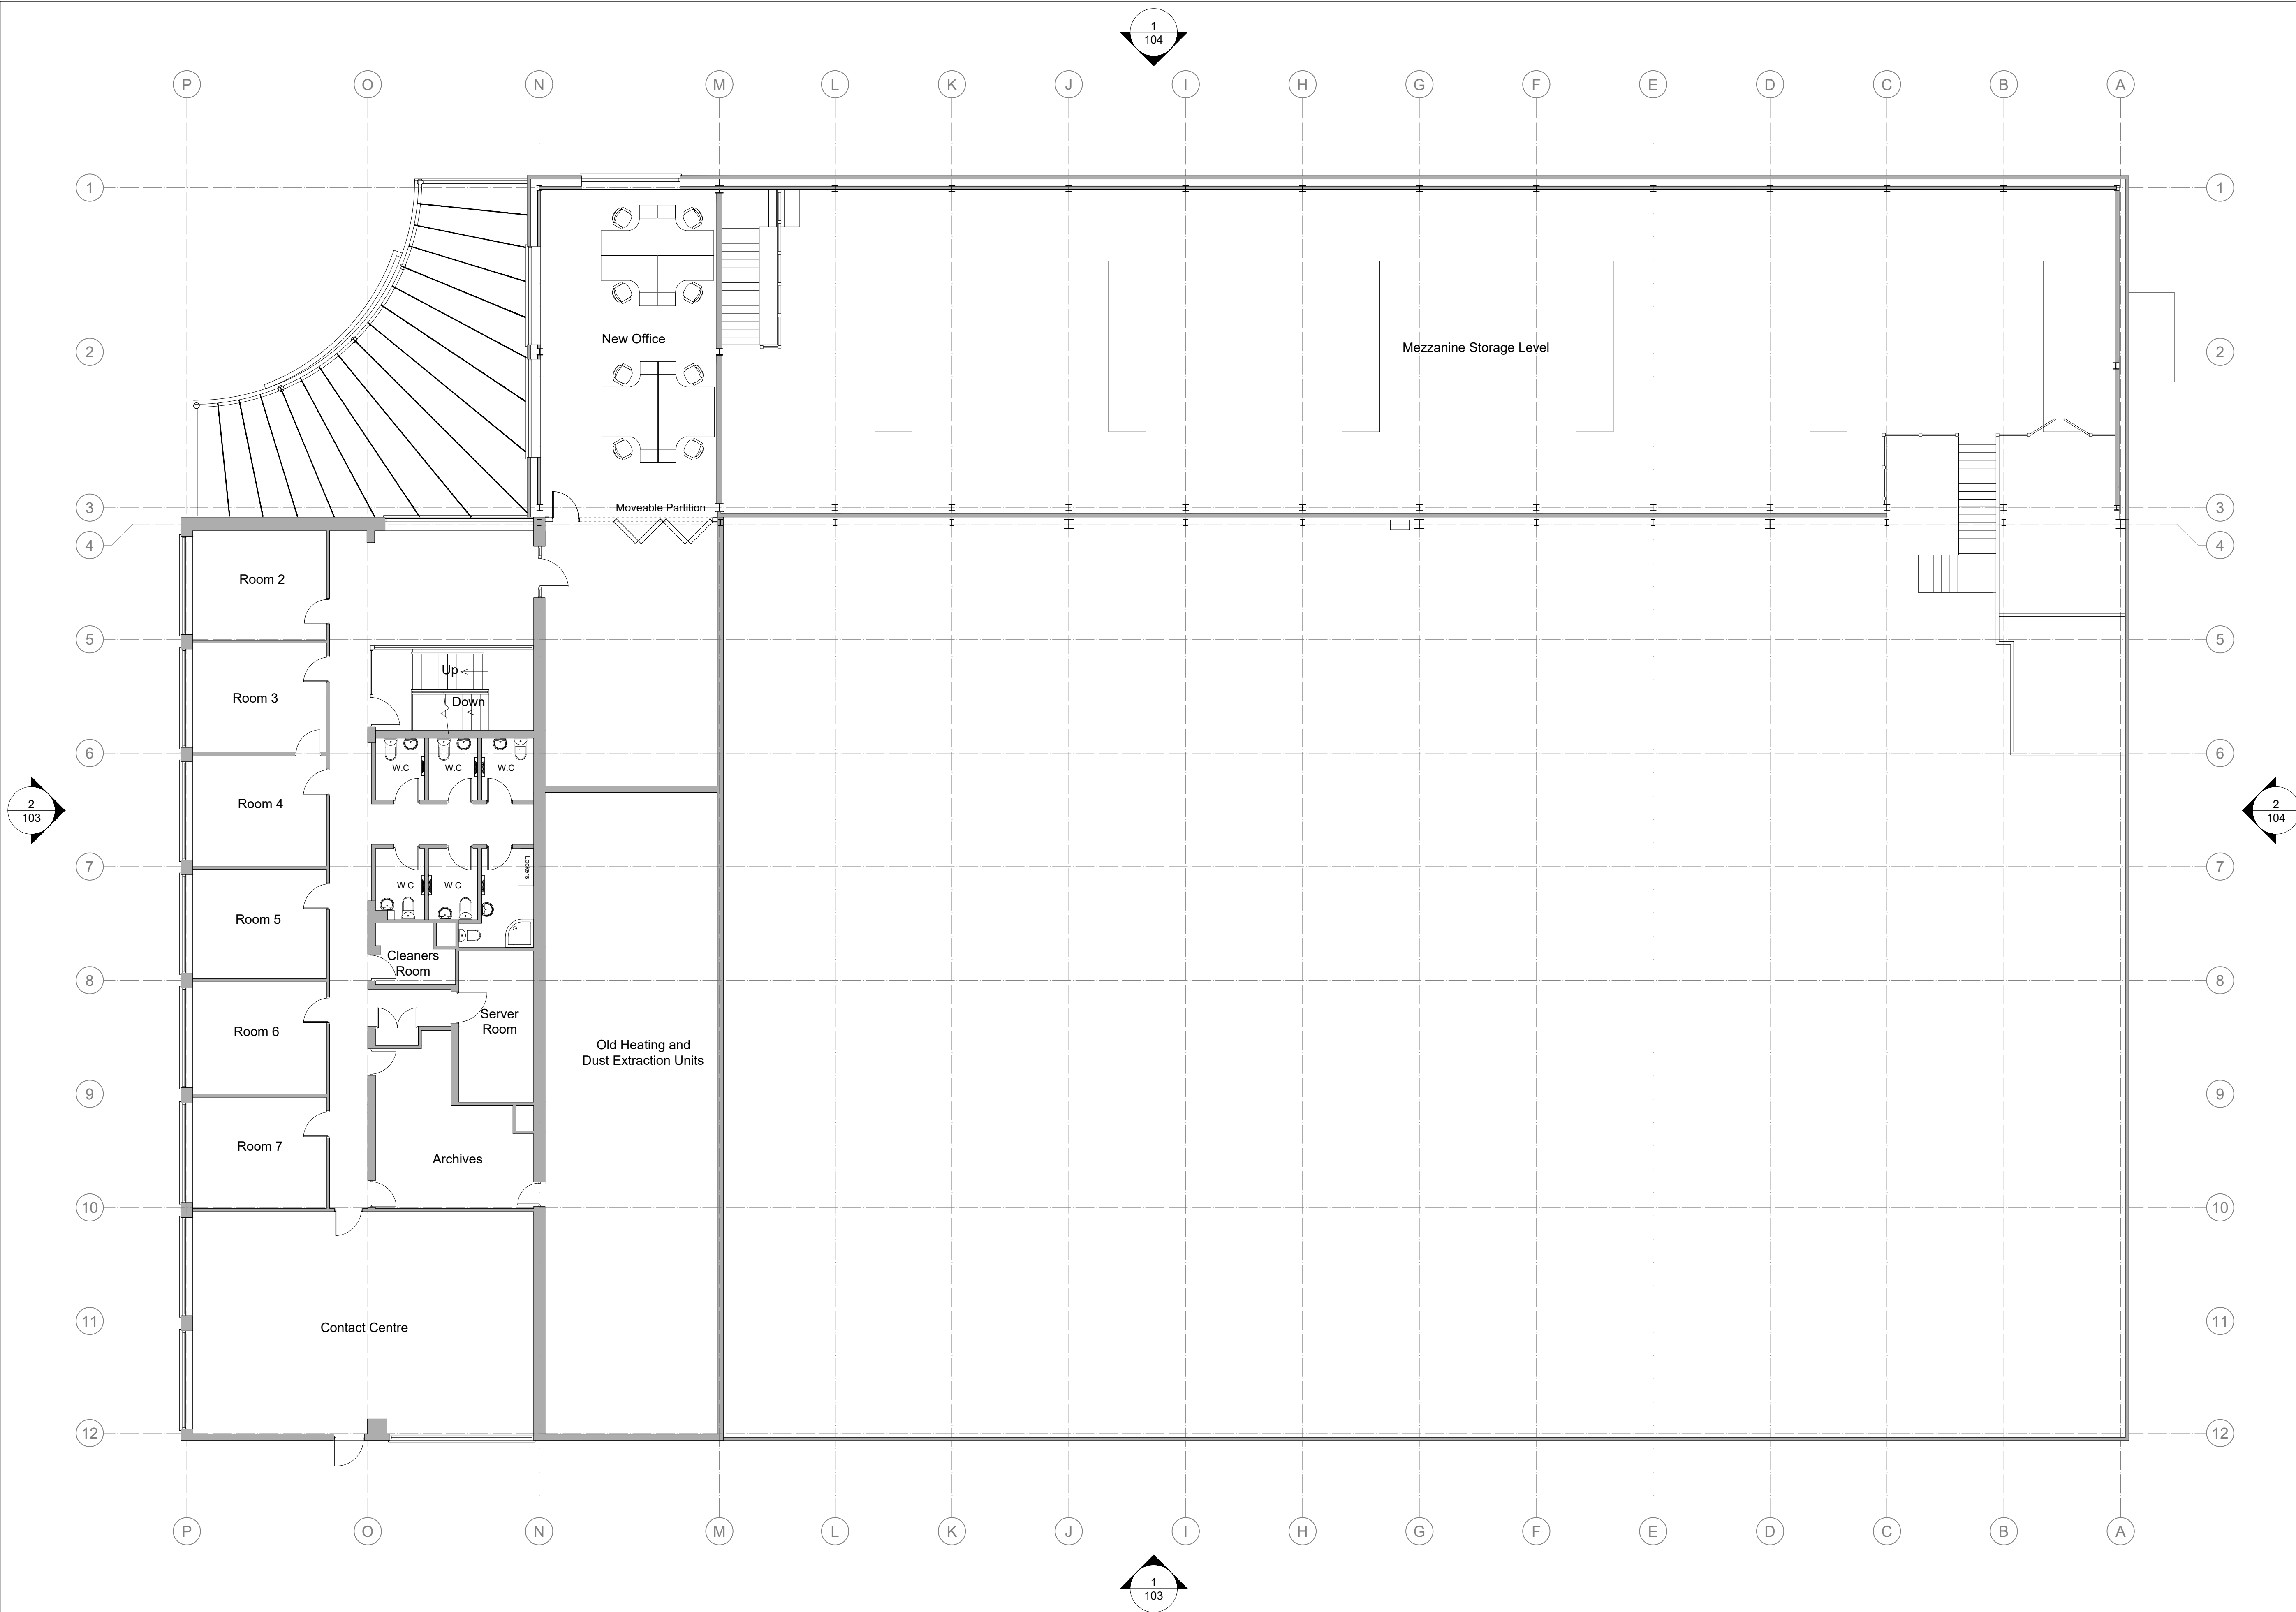 1
104
P O N M L K J I H G F E D C B A
1 1
New Office
Mezzanine Storage Level
2 2
Moveable Partition
3 3
4 4
Room 2
5 5
Up
Room 3
Down
6 6
W.C W.C W.C
Room 4
2
103
2
104
7 7
Lockers
W.C W.C
Room 5
Cleaners
Room
8 8
Server
Room
Room 6
Old Heating and
Dust Extraction Units
9 9
Room 7
Archives
10 10
11 11
Contact Centre
12 12
P O N M L K J I H G F E D C B A
1
103